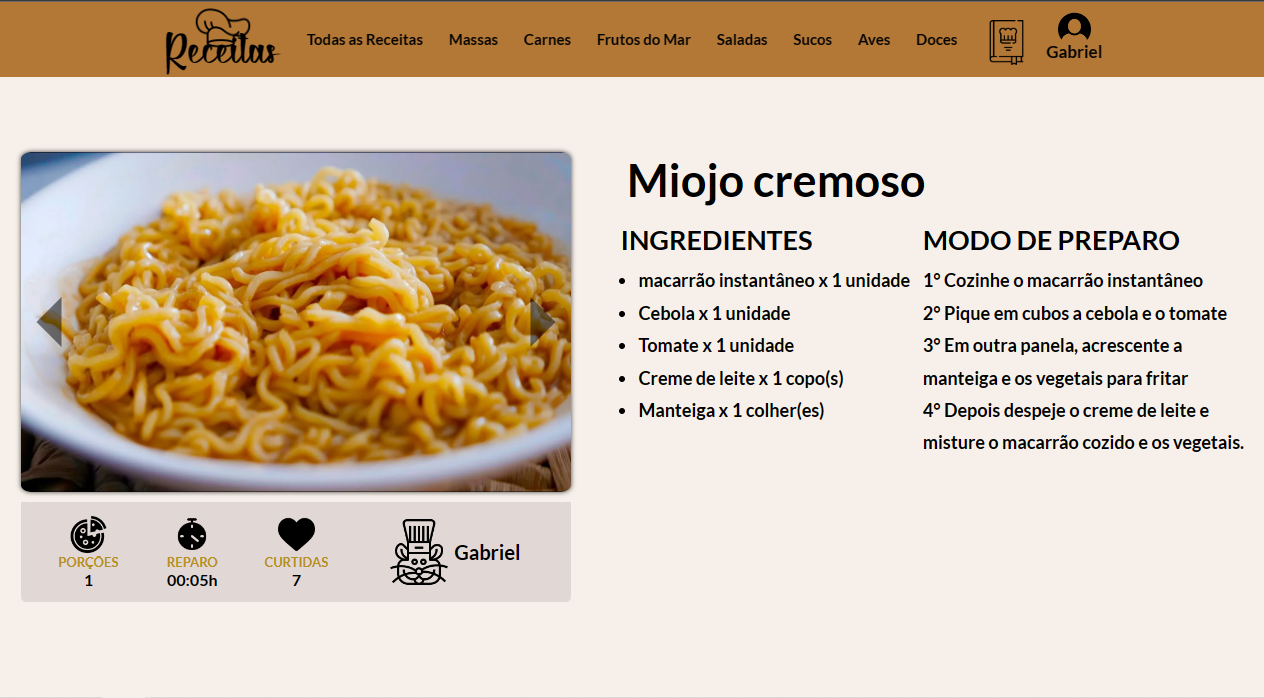 Receitas
Todas as Receitas Massas Carnes Frutos do Mar Saladas Sucos Aves Doces
Gabriel
Miojo cremoso
INGREDIENTES
macarrão instantâneo x 1 unidade
Cebola x 1 unidade
Tomate x 1 unidade
Creme de leite x 1 copo(s)
Manteiga x 1 colher(es)
MODO DE PREPARO
1° Cozinhe o macarrão instantâneo
2° Pique em cubos a cebola e o tomate
3° Em outra panela, acrescente a
manteiga e os vegetais para fritar
4° Depois despeje o creme de leite e
misture o macarrão cozido e os vegetais.
PORÇÕES
1
REPARO
00:05h
CURTIDAS
7
Gabriel